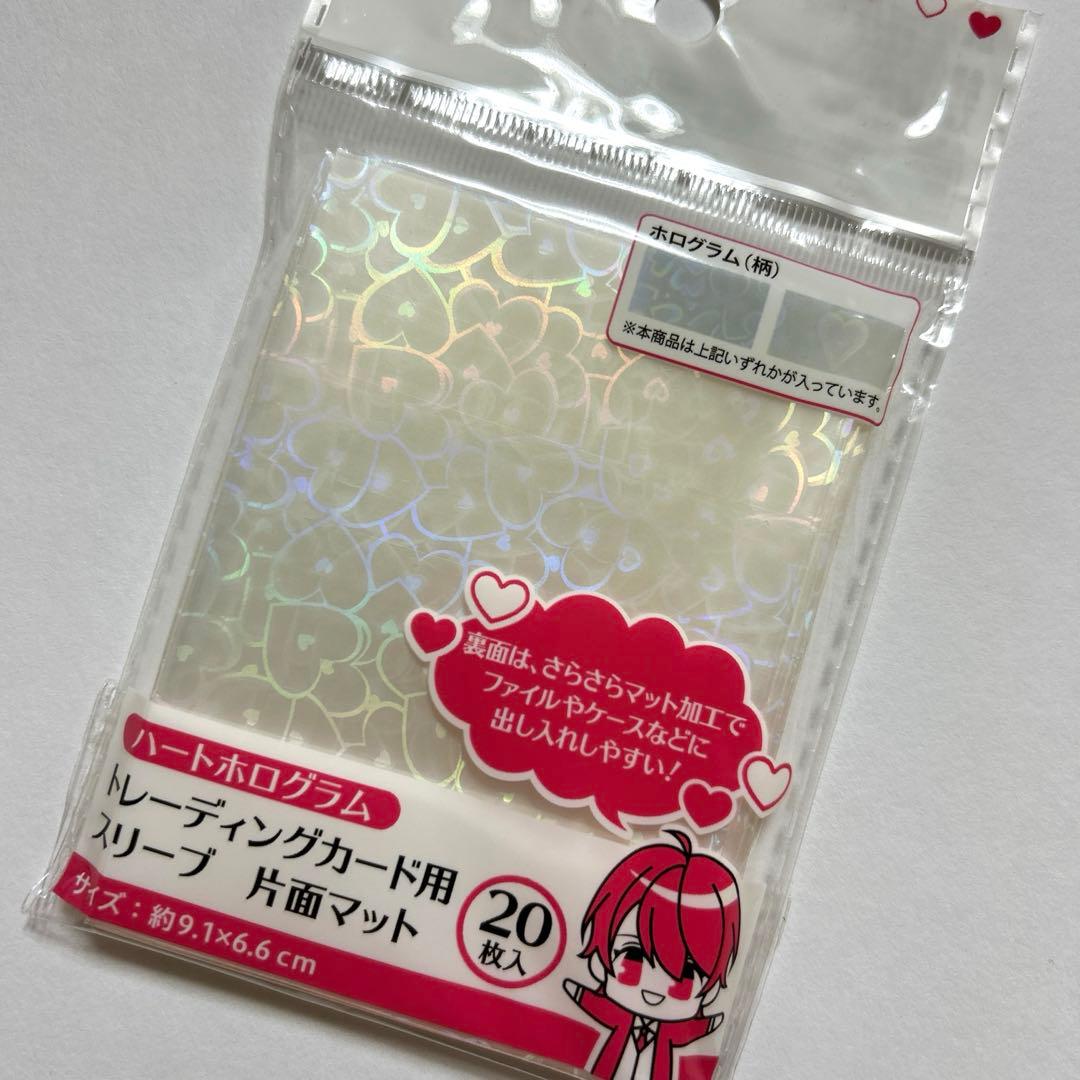 ホログラム(柄)
※本商品は上記いずれかが入っています。
裏面は、さらさらマット加工で
ファイルやケースなどに
出し入れしやすい!
ハートホログラム
トレーディングカード用
スリーブ 片面マット
20
枚入
サイズ:約9.1×6.6cm